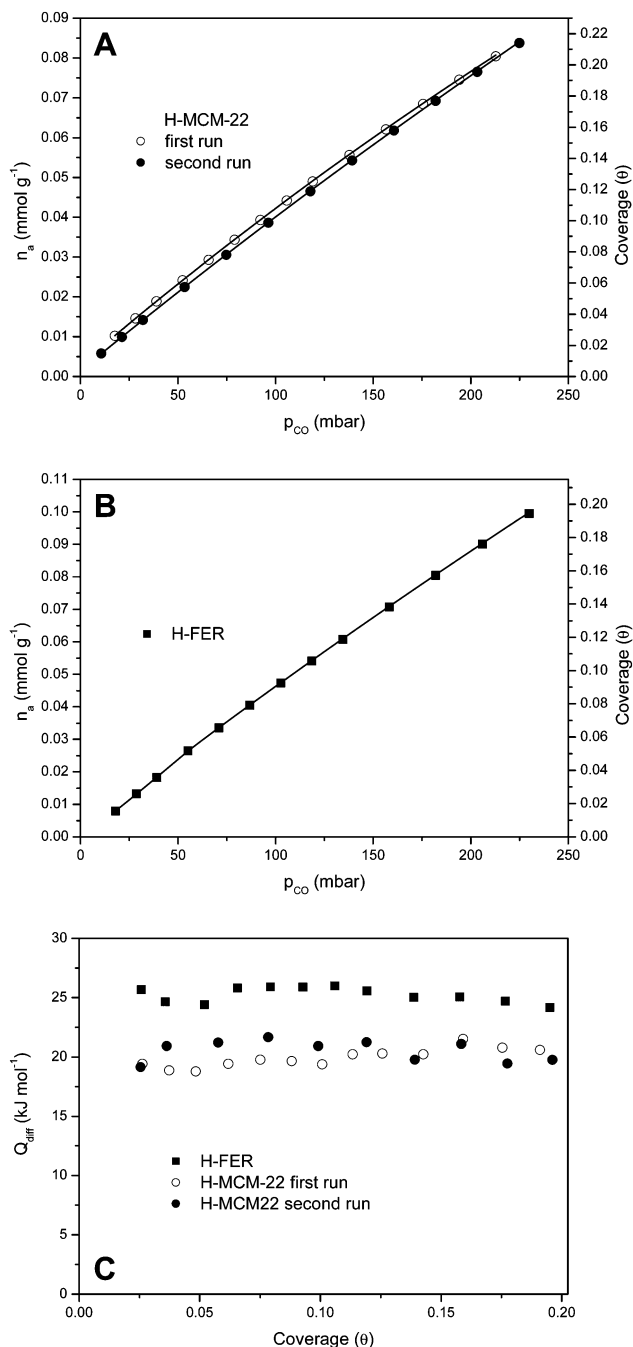 A
H-MCM-22
first run
second run
0.00
0.01
0.02
0.03
0.04
0.05
0.06
0.07
0.08
0.09
nₐ (mmol g⁻¹)
0.00
0.02
0.04
0.06
0.08
0.10
0.12
0.14
0.16
0.18
0.20
0.22
Coverage (θ)
0 50 100 150 200 250
p_CO (mbar)
B
H-FER
0.00
0.01
0.02
0.03
0.04
0.05
0.06
0.07
0.08
0.09
0.10
0.11
nₐ (mmol g⁻¹)
0.00
0.02
0.04
0.06
0.08
0.10
0.12
0.14
0.16
0.18
0.20
Coverage (θ)
0 50 100 150 200 250
p_CO (mbar)
30
25
20
15
10
5
0
Q_diff (kJ mol⁻¹)
H-FER
H-MCM-22 first run
H-MCM22 second run
C
0.00 0.05 0.10 0.15 0.20
Coverage (θ)